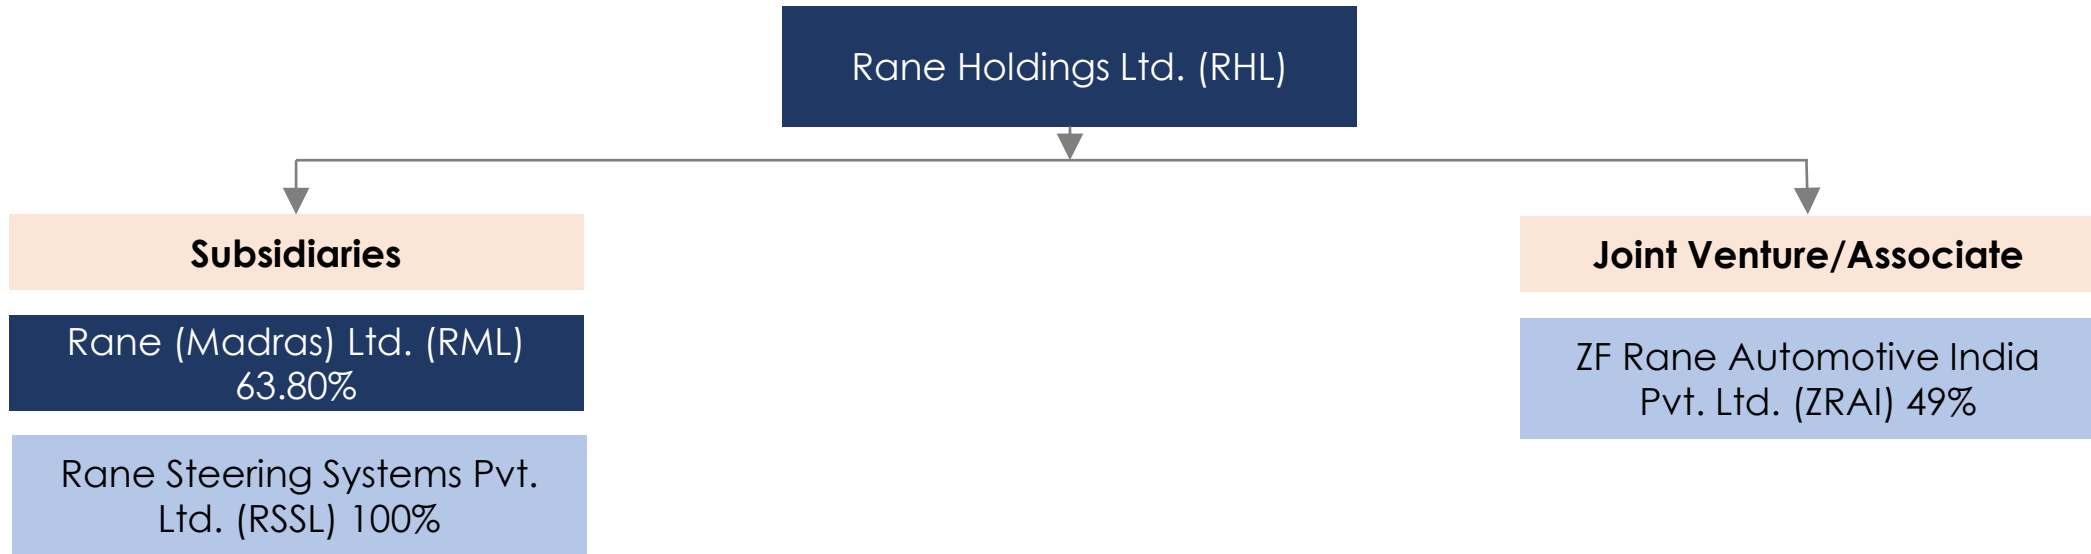 Rane Holdings Ltd. (RHL)
Subsidiaries
Rane (Madras) Ltd. (RML)
63.80%
Rane Steering Systems Pvt.
Ltd. (RSSL) 100%
Joint Venture/Associate
ZF Rane Automotive India
Pvt. Ltd. (ZRAI) 49%